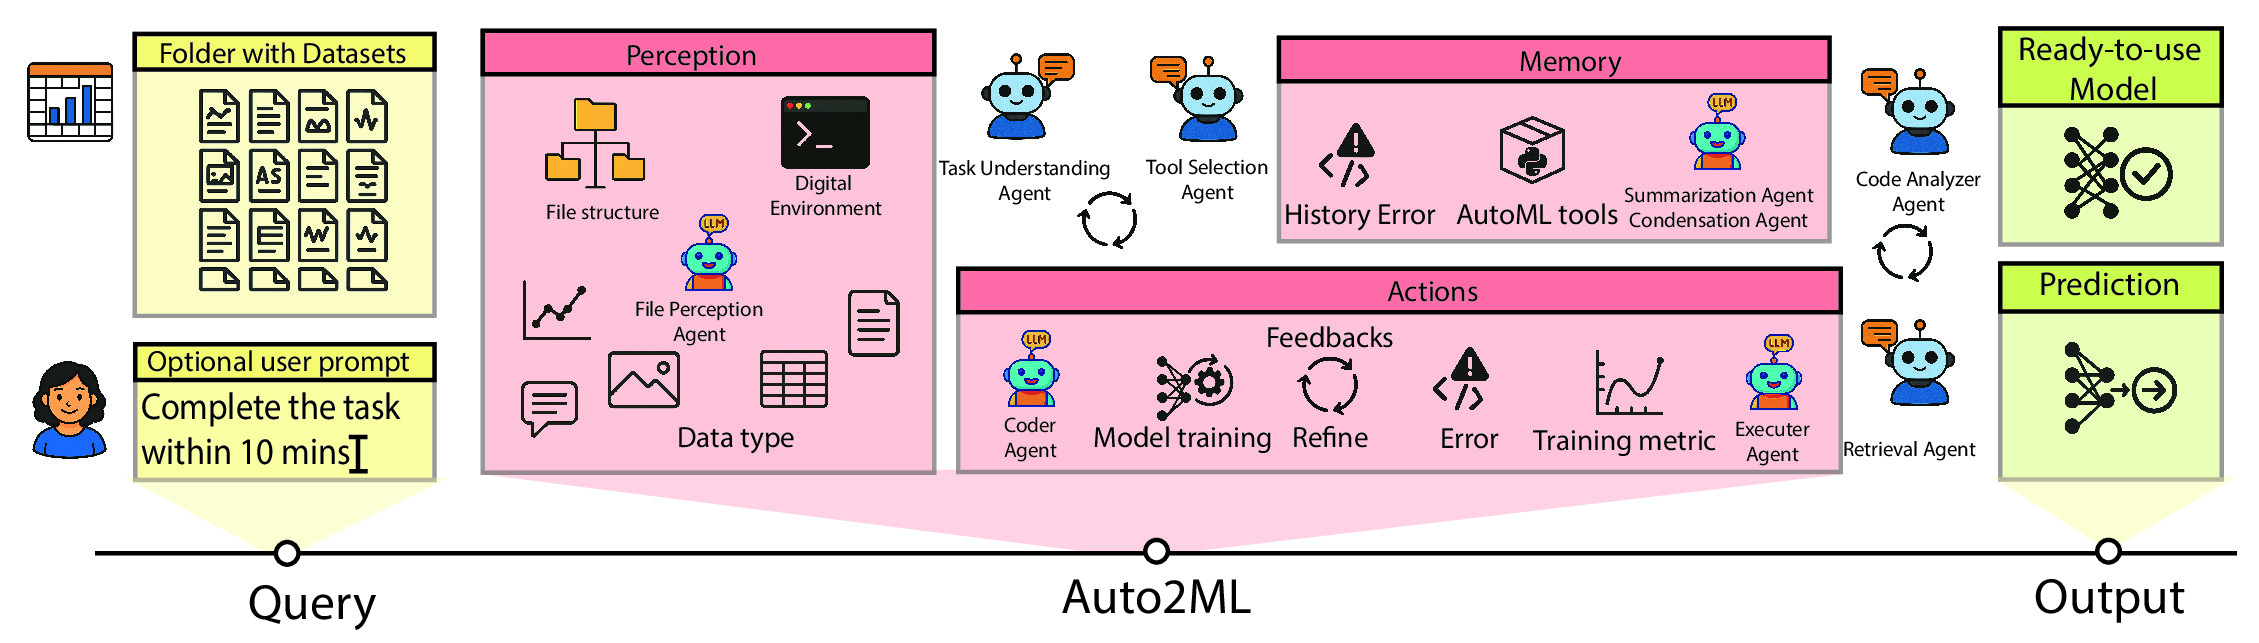 Folder with Datasets
AS
Optional user prompt
Complete the task
within 10 mins
Perception
File structure
>_
Digital
Environment
LLM
File Perception
Agent
Data type
Task Understanding
Agent
Tool Selection
Agent
Memory
History Error
AutoML tools
LLM
Summarization Agent
Condensation Agent
Actions
LLM
Coder
Agent
Model training
Feedbacks
Refine
Error
Training metric
LLM
Executer
Agent
Code Analyzer
Agent
Retrieval Agent
Ready-to-use
Model
Prediction
Query
Auto2ML
Output